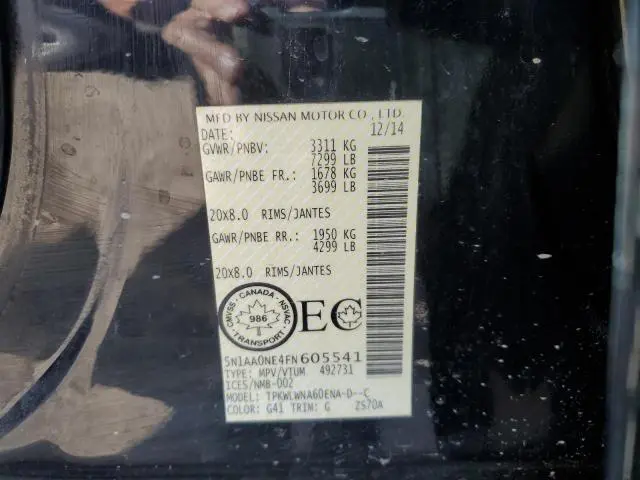 MFD BY NISSAN MOTOR CO., LTD.
DATE: 12/14
GVWR/PNBV: 3311 KG
7299 LB
GAWR/PNBE FR.: 1678 KG
3699 LB
20x8.0 RIMS/JANTES
GAWR/PNBE RR.: 1950 KG
4299 LB
20x8.0 RIMS/JANTES
CMVSS · CANADA · NSVAC
986
TRANSPORT
EC
5N1AA0NE4FN605541
TYPE: MPV/VTUM 492731
ICES/NMB-002
MODEL: TPKWLWNA60ENA-D--C
COLOR: G41 TRIM: G ZS70A